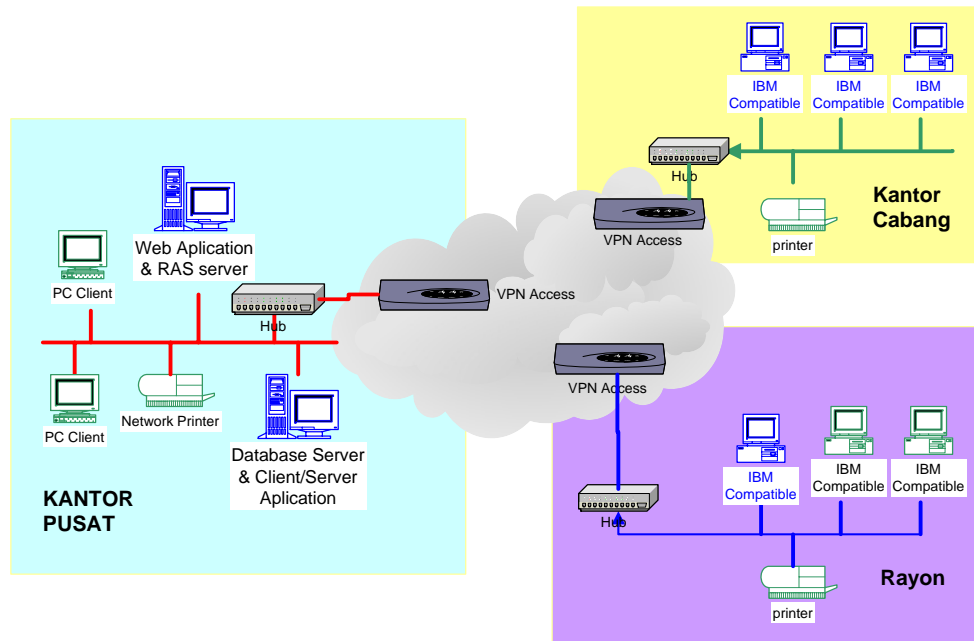 Web Aplication
& RAS server
PC Client
Hub
VPN Access
PC Client
Network Printer
Database Server
& Client/Server
Aplication
KANTOR
PUSAT
IBM
Compatible
IBM
Compatible
IBM
Compatible
Hub
VPN Access
printer
Kantor
Cabang
VPN Access
Hub
IBM
Compatible
IBM
Compatible
IBM
Compatible
printer
Rayon